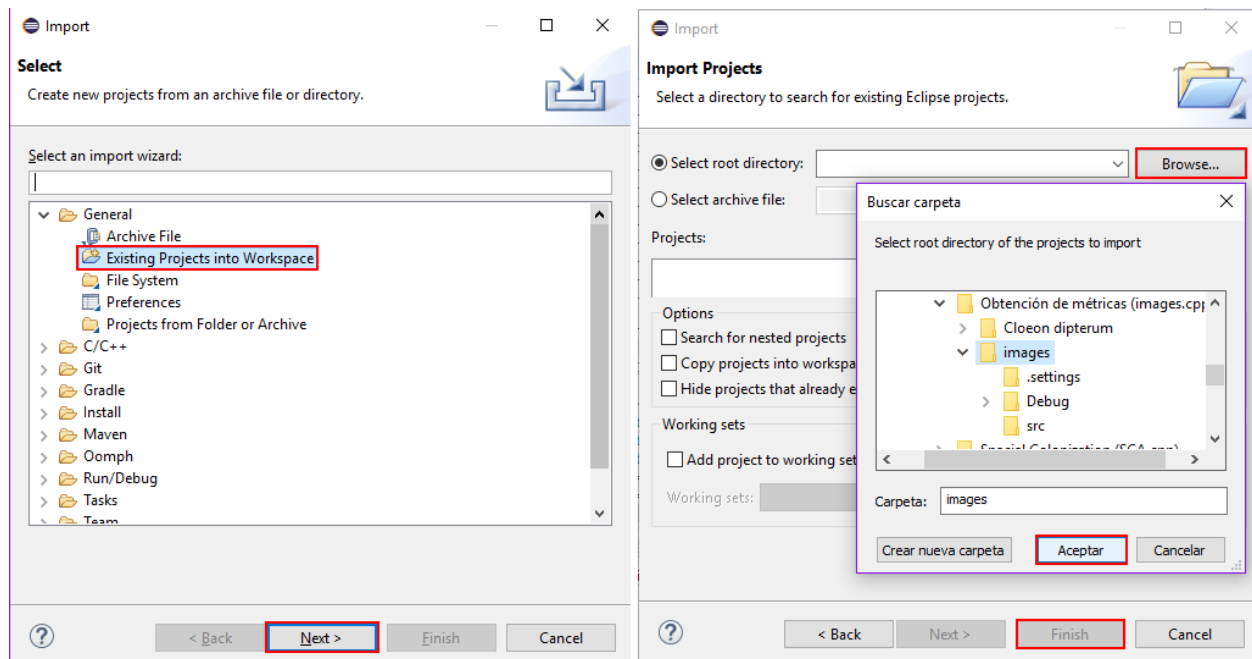 Import
Select
Create new projects from an archive file or directory.
Select an import wizard:
General
Archive File
Existing Projects into Workspace
File System
Preferences
Projects from Folder or Archive
C/C++
Git
Gradle
Install
Maven
Oomph
Run/Debug
Tasks
Team
< Back
Next >
Finish
Cancel
Import
Import Projects
Select a directory to search for existing Eclipse projects.
Select root directory:
Browse...
Select archive file:
Projects:
Options
Search for nested projects
Copy projects into workspa
Hide projects that already e
Working sets
Add project to working set
Working sets:
Buscar carpeta
Select root directory of the projects to import
Obtención de métricas (images.cpp
Cloeon dipterum
images
.settings
Debug
src
Carpeta:
images
Crear nueva carpeta
Aceptar
Cancelar
< Back
Next >
Finish
Cancel